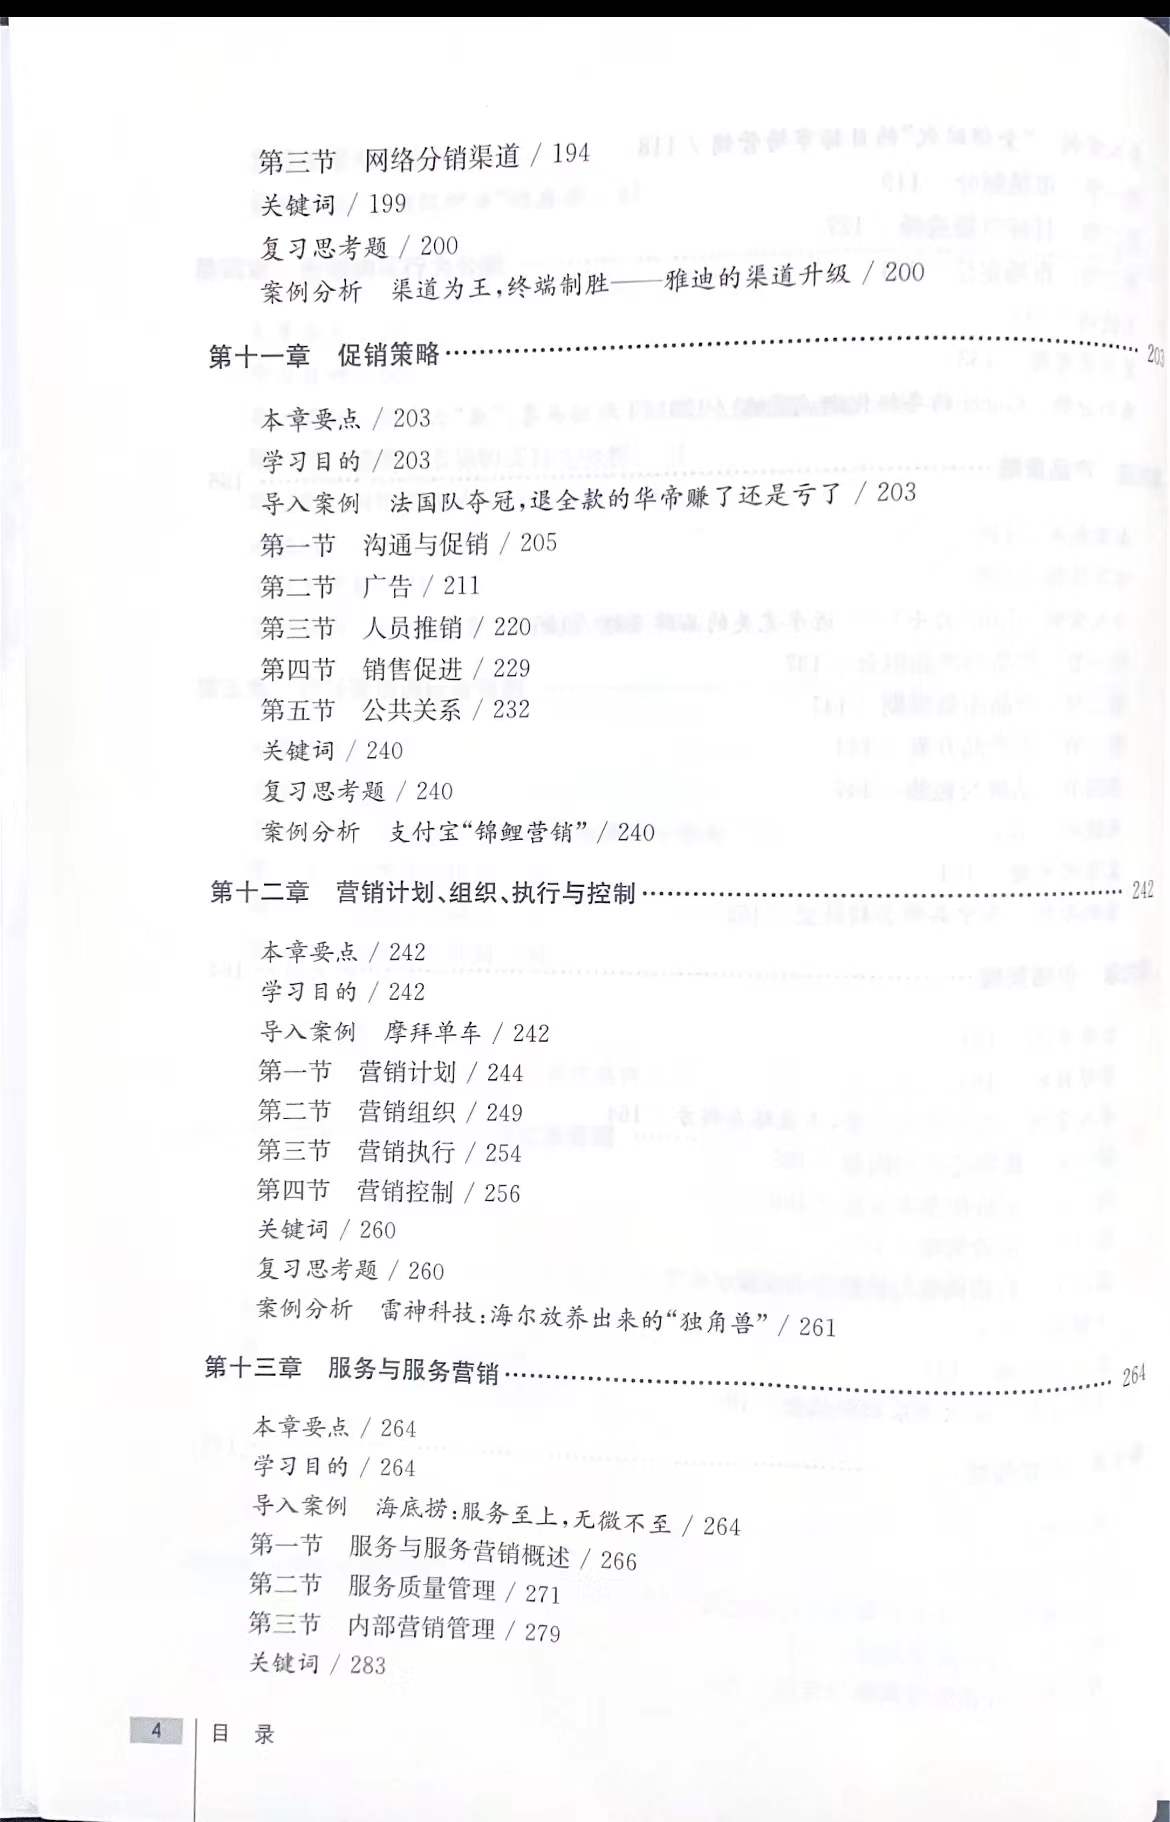 第三节　网络分销渠道 / 194
关键词 / 199
复习思考题 / 200
案例分析　渠道为王,终端制胜——雅迪的渠道升级 / 200
第十一章　促销策略 …… 203
本章要点 / 203
学习目的 / 203
导入案例　法国队夺冠,退全款的华帝赚了还是亏了 / 203
第一节　沟通与促销 / 205
第二节　广告 / 211
第三节　人员推销 / 220
第四节　销售促进 / 229
第五节　公共关系 / 232
关键词 / 240
复习思考题 / 240
案例分析　支付宝“锦鲤营销” / 240
第十二章　营销计划、组织、执行与控制 …… 242
本章要点 / 242
学习目的 / 242
导入案例　摩拜单车 / 242
第一节　营销计划 / 244
第二节　营销组织 / 249
第三节　营销执行 / 254
第四节　营销控制 / 256
关键词 / 260
复习思考题 / 260
案例分析　雷神科技:海尔放养出来的“独角兽” / 261
第十三章　服务与服务营销 …… 264
本章要点 / 264
学习目的 / 264
导入案例　海底捞:服务至上,无微不至 / 264
第一节　服务与服务营销概述 / 266
第二节　服务质量管理 / 271
第三节　内部营销管理 / 279
关键词 / 283
4　目　录